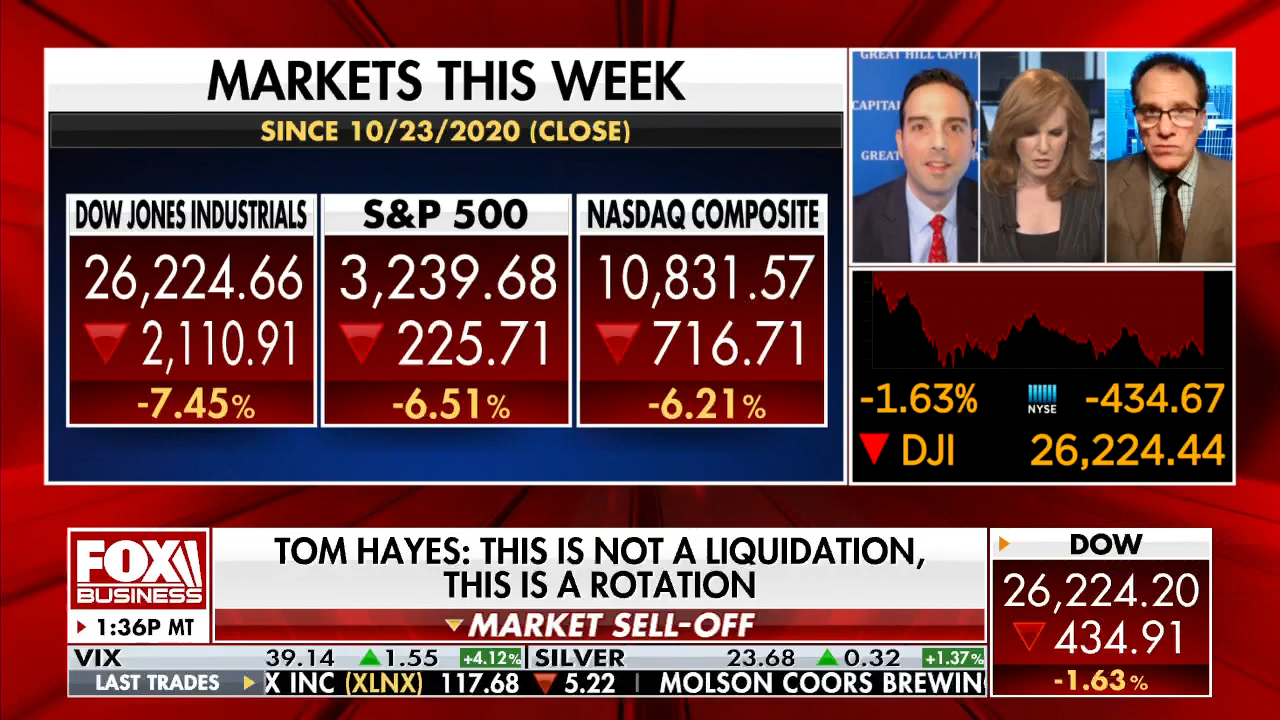 MARKETS THIS WEEK
SINCE 10/23/2020 (CLOSE)
DOW JONES INDUSTRIALS
26,224.66
2,110.91
-7.45%
S&P 500
3,239.68
225.71
-6.51%
NASDAQ COMPOSITE
10,831.57
716.71
-6.21%
GREAT HILL CAPITA
CAPITAL
GREAT
-1.63% NYSE -434.67
DJI 26,224.44
FOX
BUSINESS
1:36P MT
TOM HAYES: THIS IS NOT A LIQUIDATION,
THIS IS A ROTATION
MARKET SELL-OFF
DOW
26,224.20
434.91
-1.63%
VIX 39.14 1.55 +4.12% SILVER 23.68 0.32 +1.37%
LAST TRADES X INC (XLNX) 117.68 5.22 | MOLSON COORS BREWIN